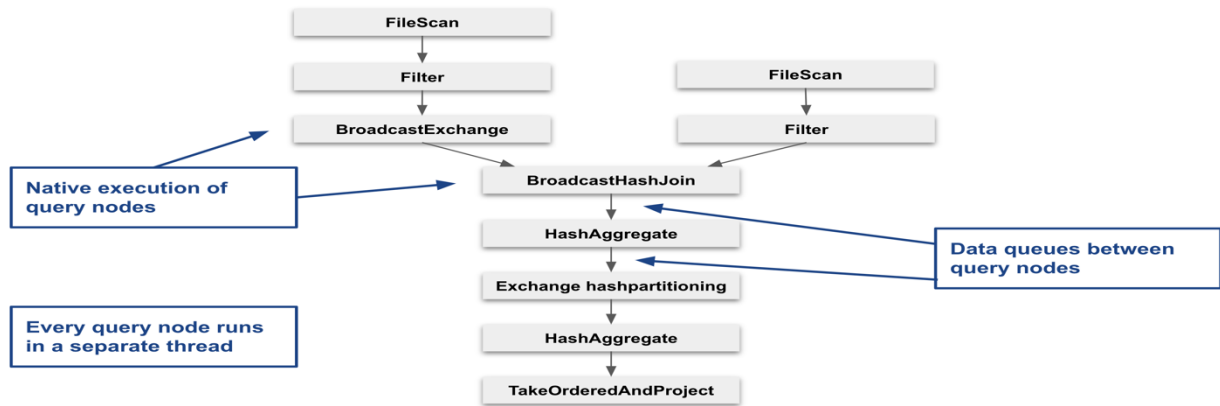 FileScan
Filter
FileScan
BroadcastExchange
Filter
Native execution of
query nodes
BroadcastHashJoin
HashAggregate
Data queues between
query nodes
Exchange hashpartitioning
Every query node runs
in a separate thread
HashAggregate
TakeOrderedAndProject